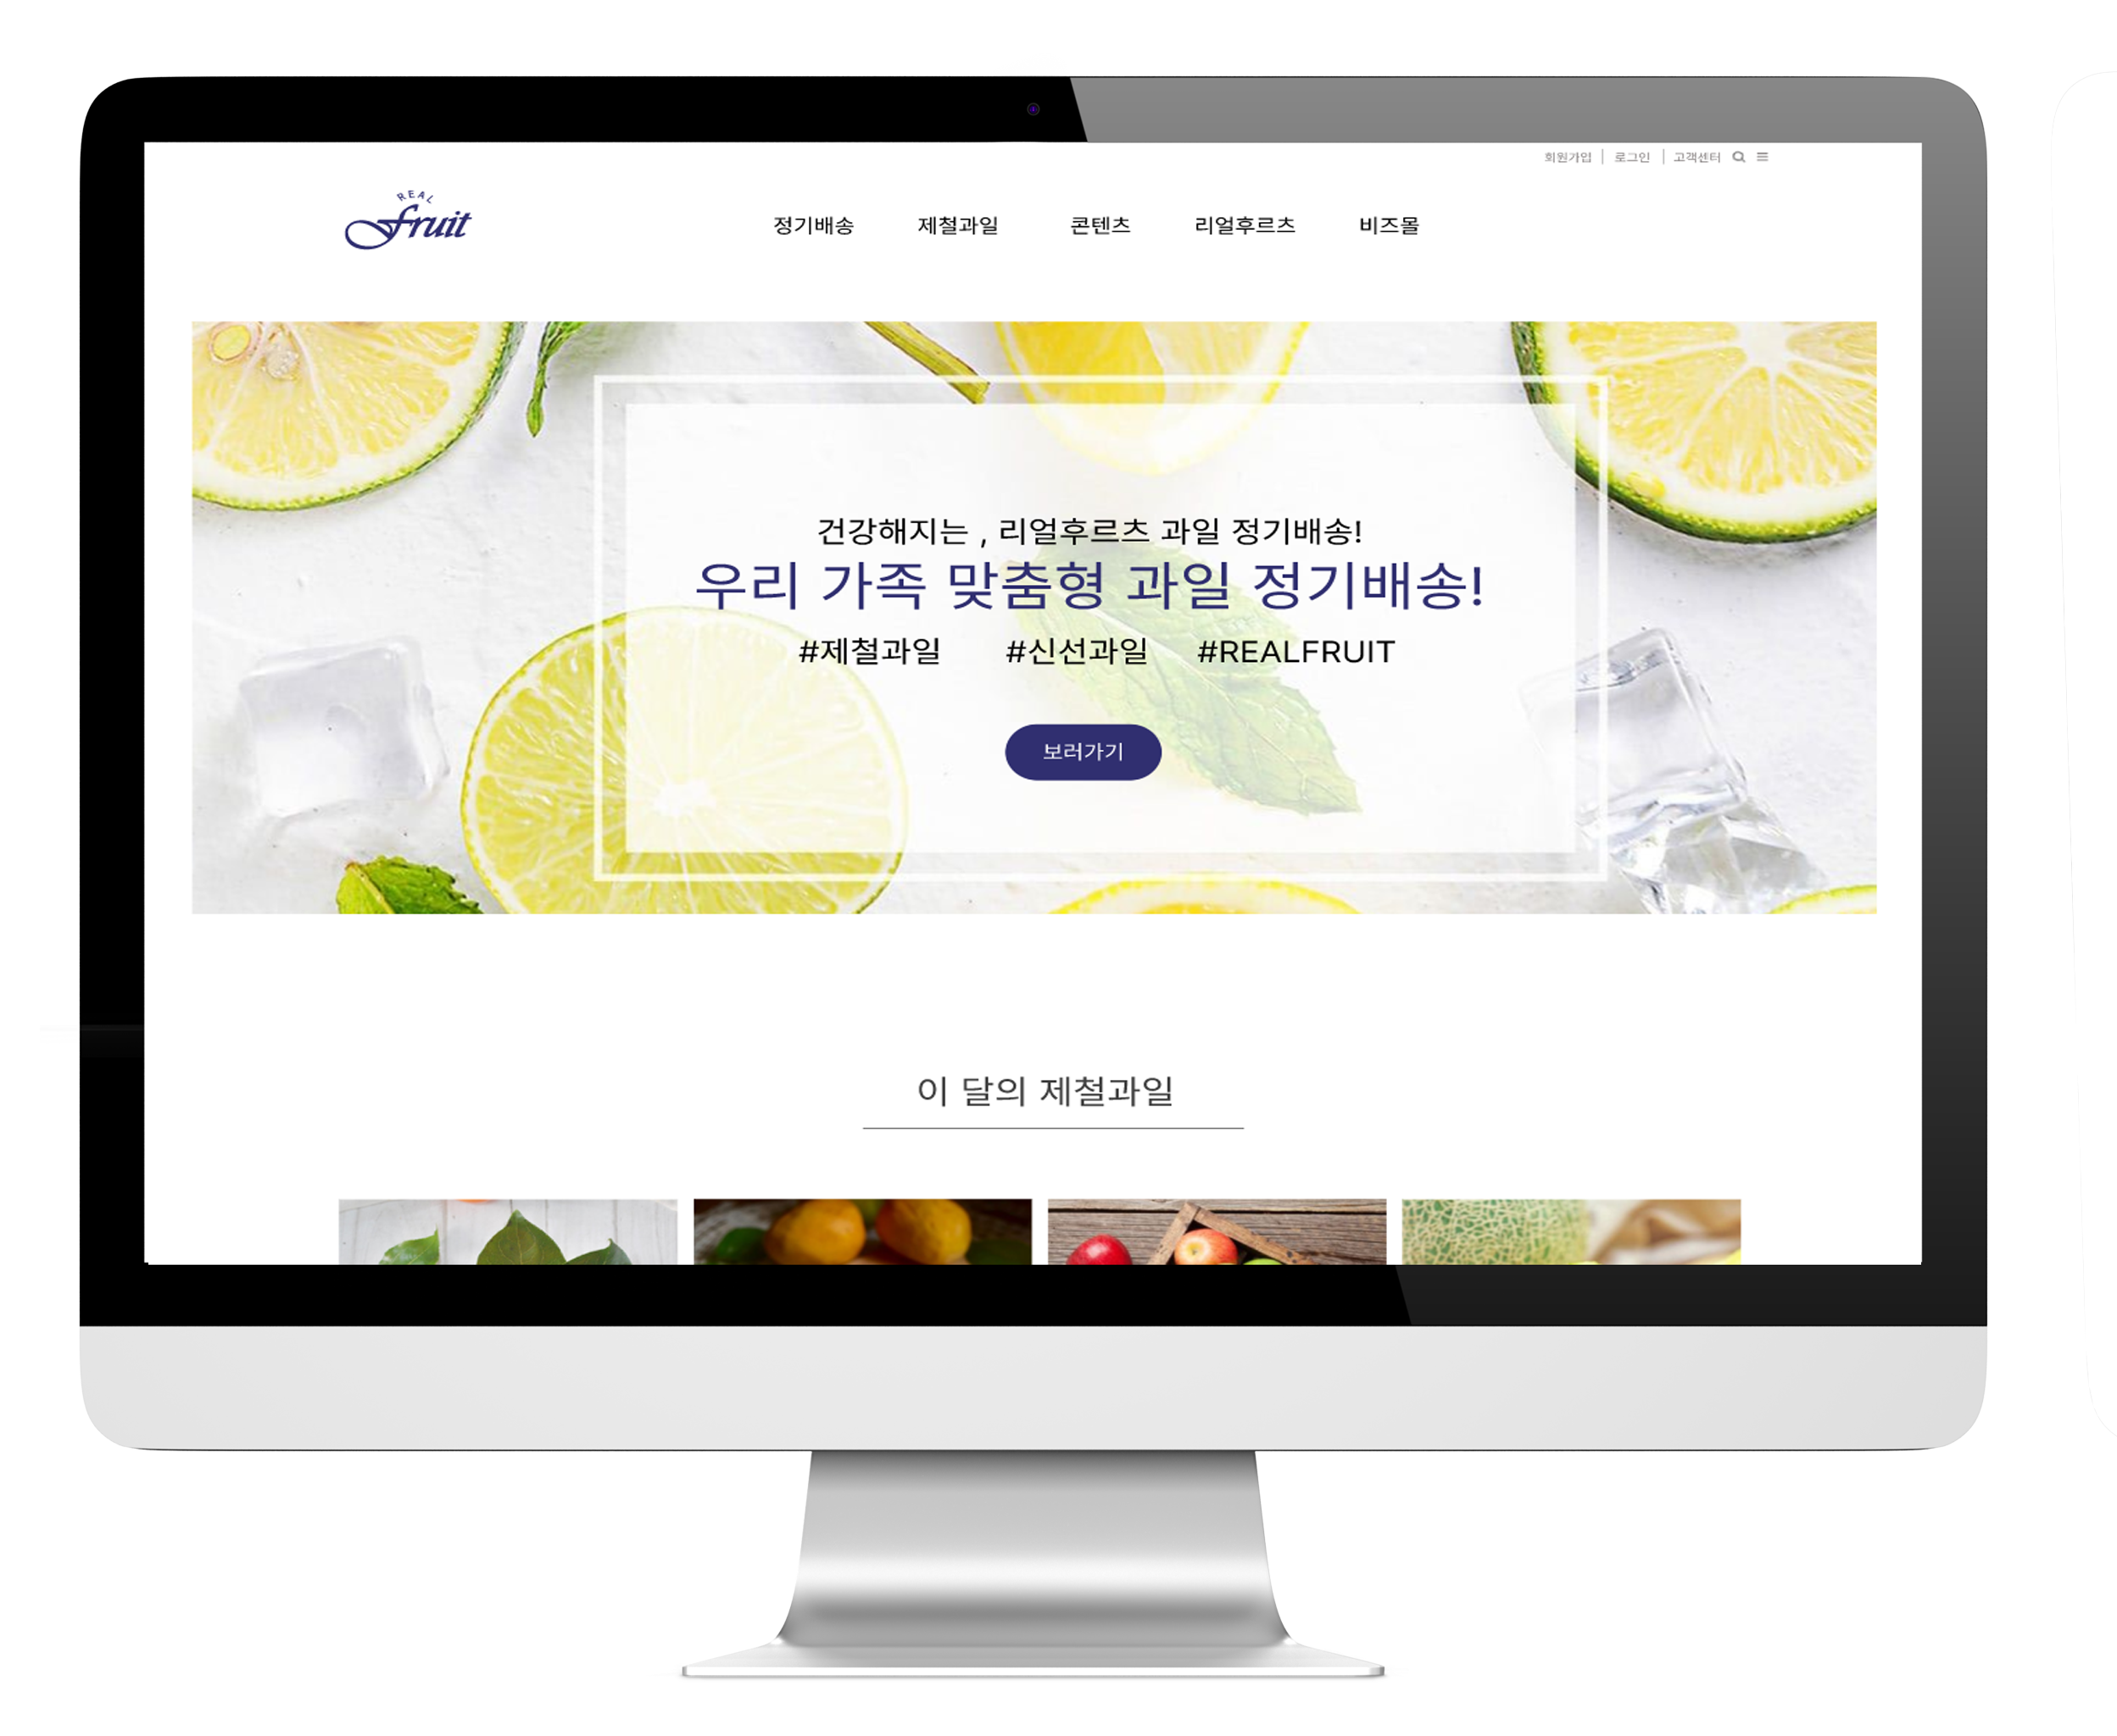 회원가입 | 로그인 | 고객센터
REAL
fruit
정기배송 제철과일 콘텐츠 리얼후르츠 비즈몰
건강해지는 , 리얼후르츠 과일 정기배송!
우리 가족 맞춤형 과일 정기배송!
#제철과일 #신선과일 #REALFRUIT
보러가기
이 달의 제철과일